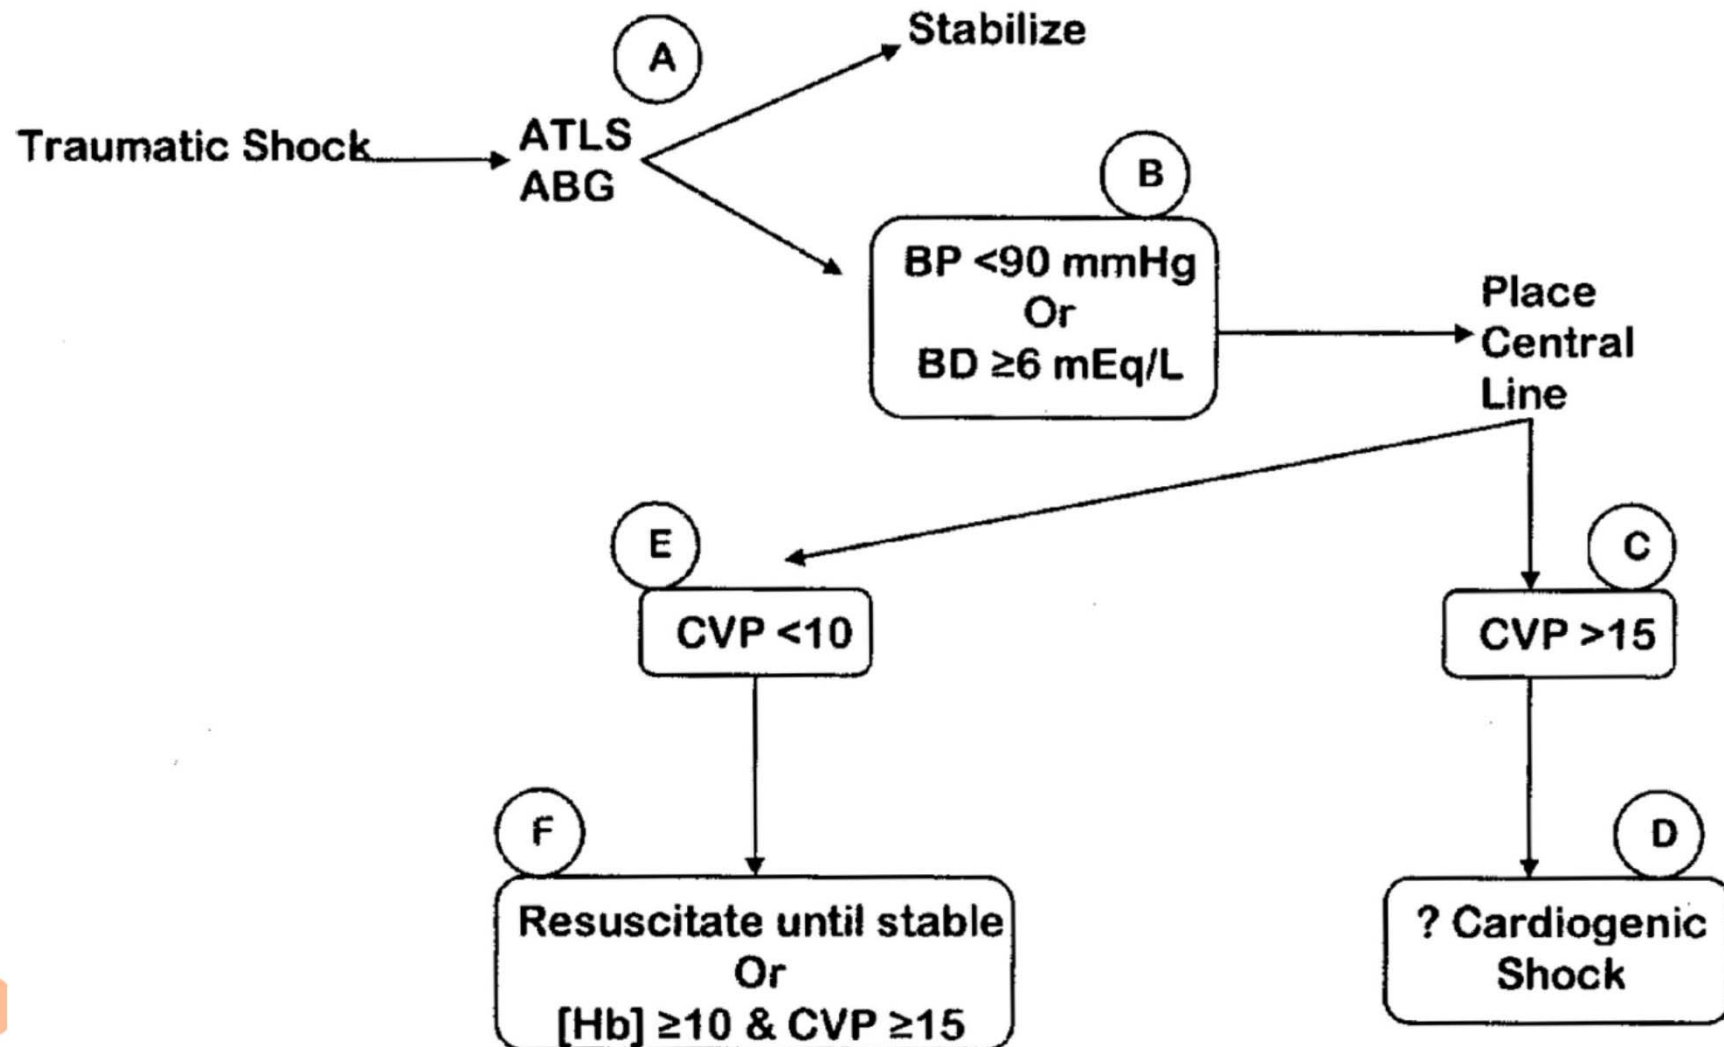 A
Stabilize
Traumatic Shock
ATLS
ABG
B
BP <90 mmHg
Or
BD ≥6 mEq/L
Place
Central
Line
E
CVP <10
C
CVP >15
F
Resuscitate until stable
Or
[Hb] ≥10 & CVP ≥15
D
? Cardiogenic
Shock